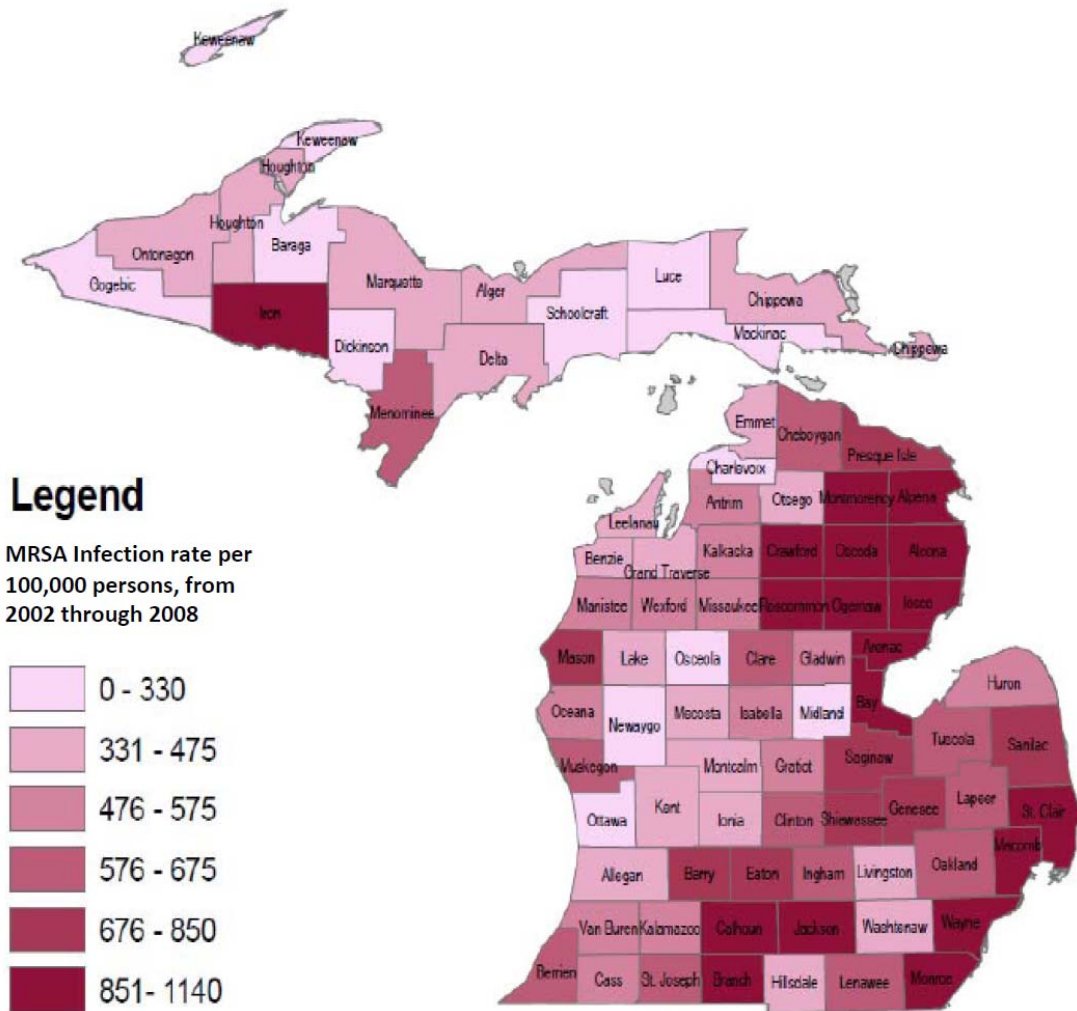 Keweenaw
Keweenaw
Houghton
Houghton
Ontonagon
Baraga
Gogebic
Marquette
Alger
Luce
Chippewa
Iron
Schoolcraft
Mackinac
Dickinson
Delta
Chippewa
Menominee
Emmet
Cheboygan
Presque Isle
Charlevoix
Legend
Antrim
Otsego
Montmorency
Alpena
Leelanau
MRSA Infection rate per
100,000 persons, from
2002 through 2008
Benzie
Grand Traverse
Kalkaska
Crawford
Oscoda
Alcona
Manistee
Wexford
Missaukee
Roscommon
Ogemaw
Iosco
Mason
Lake
Osceola
Clare
Gladwin
Arenac
0 - 330
Huron
Oceana
Newaygo
Mecosta
Isabella
Midland
Bay
331 - 475
Tuscola
Sanilac
Muskegon
Montcalm
Gratiot
Saginaw
476 - 575
Ottawa
Kent
Ionia
Clinton
Shiawassee
Genesee
Lapeer
St. Clair
576 - 675
Allegan
Barry
Eaton
Ingham
Livingston
Oakland
Macomb
676 - 850
Van Buren
Kalamazoo
Calhoun
Jackson
Washtenaw
Wayne
851- 1140
Berrien
Cass
St. Joseph
Branch
Hillsdale
Lenawee
Monroe